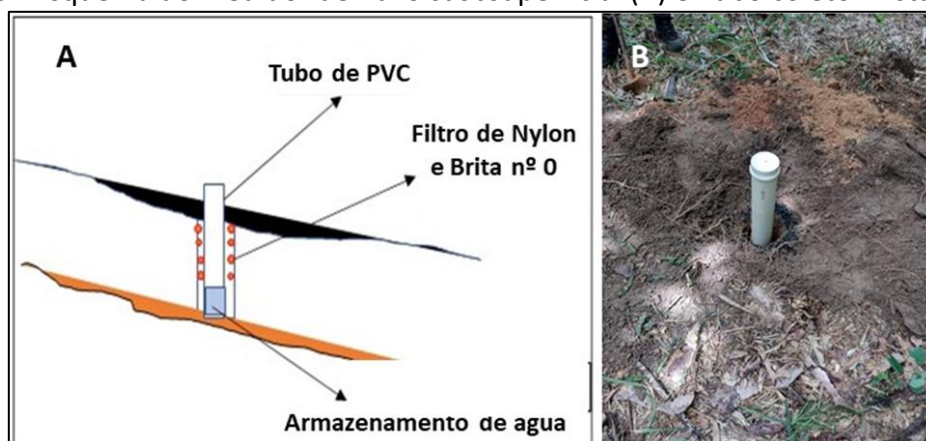 A
Tubo de PVC
Filtro de Nylon
e Brita nº 0
Armazenamento de agua
B